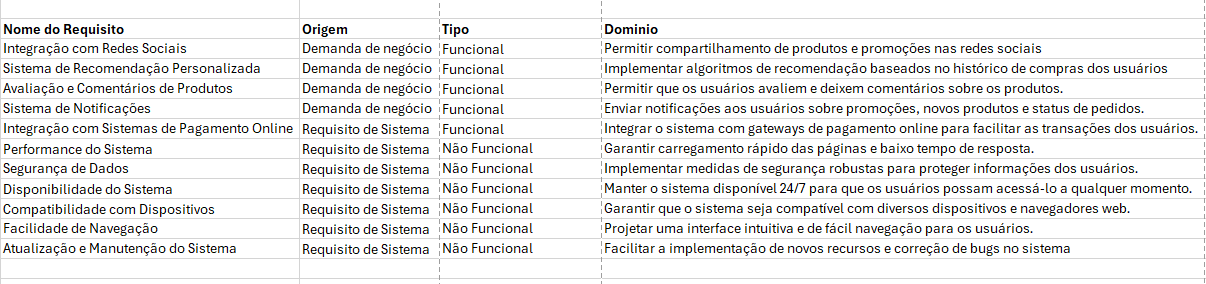 Nome do Requisito Origem Tipo Dominio
Integração com Redes Sociais Demanda de negócio Funcional Permitir compartilhamento de produtos e promoções nas redes sociais
Sistema de Recomendação Personalizada Demanda de negócio Funcional Implementar algoritmos de recomendação baseados no histórico de compras dos usuários
Avaliação e Comentários de Produtos Demanda de negócio Funcional Permitir que os usuários avaliem e deixem comentários sobre os produtos.
Sistema de Notificações Demanda de negócio Funcional Enviar notificações aos usuários sobre promoções, novos produtos e status de pedidos.
Integração com Sistemas de Pagamento Online Requisito de Sistema Funcional Integrar o sistema com gateways de pagamento online para facilitar as transações dos usuários.
Performance do Sistema Requisito de Sistema Não Funcional Garantir carregamento rápido das páginas e baixo tempo de resposta.
Segurança de Dados Requisito de Sistema Não Funcional Implementar medidas de segurança robustas para proteger informações dos usuários.
Disponibilidade do Sistema Requisito de Sistema Não Funcional Manter o sistema disponível 24/7 para que os usuários possam acessá-lo a qualquer momento.
Compatibilidade com Dispositivos Requisito de Sistema Não Funcional Garantir que o sistema seja compatível com diversos dispositivos e navegadores web.
Facilidade de Navegação Requisito de Sistema Não Funcional Projetar uma interface intuitiva e de fácil navegação para os usuários.
Atualização e Manutenção do Sistema Requisito de Sistema Não Funcional Facilitar a implementação de novos recursos e correção de bugs no sistema